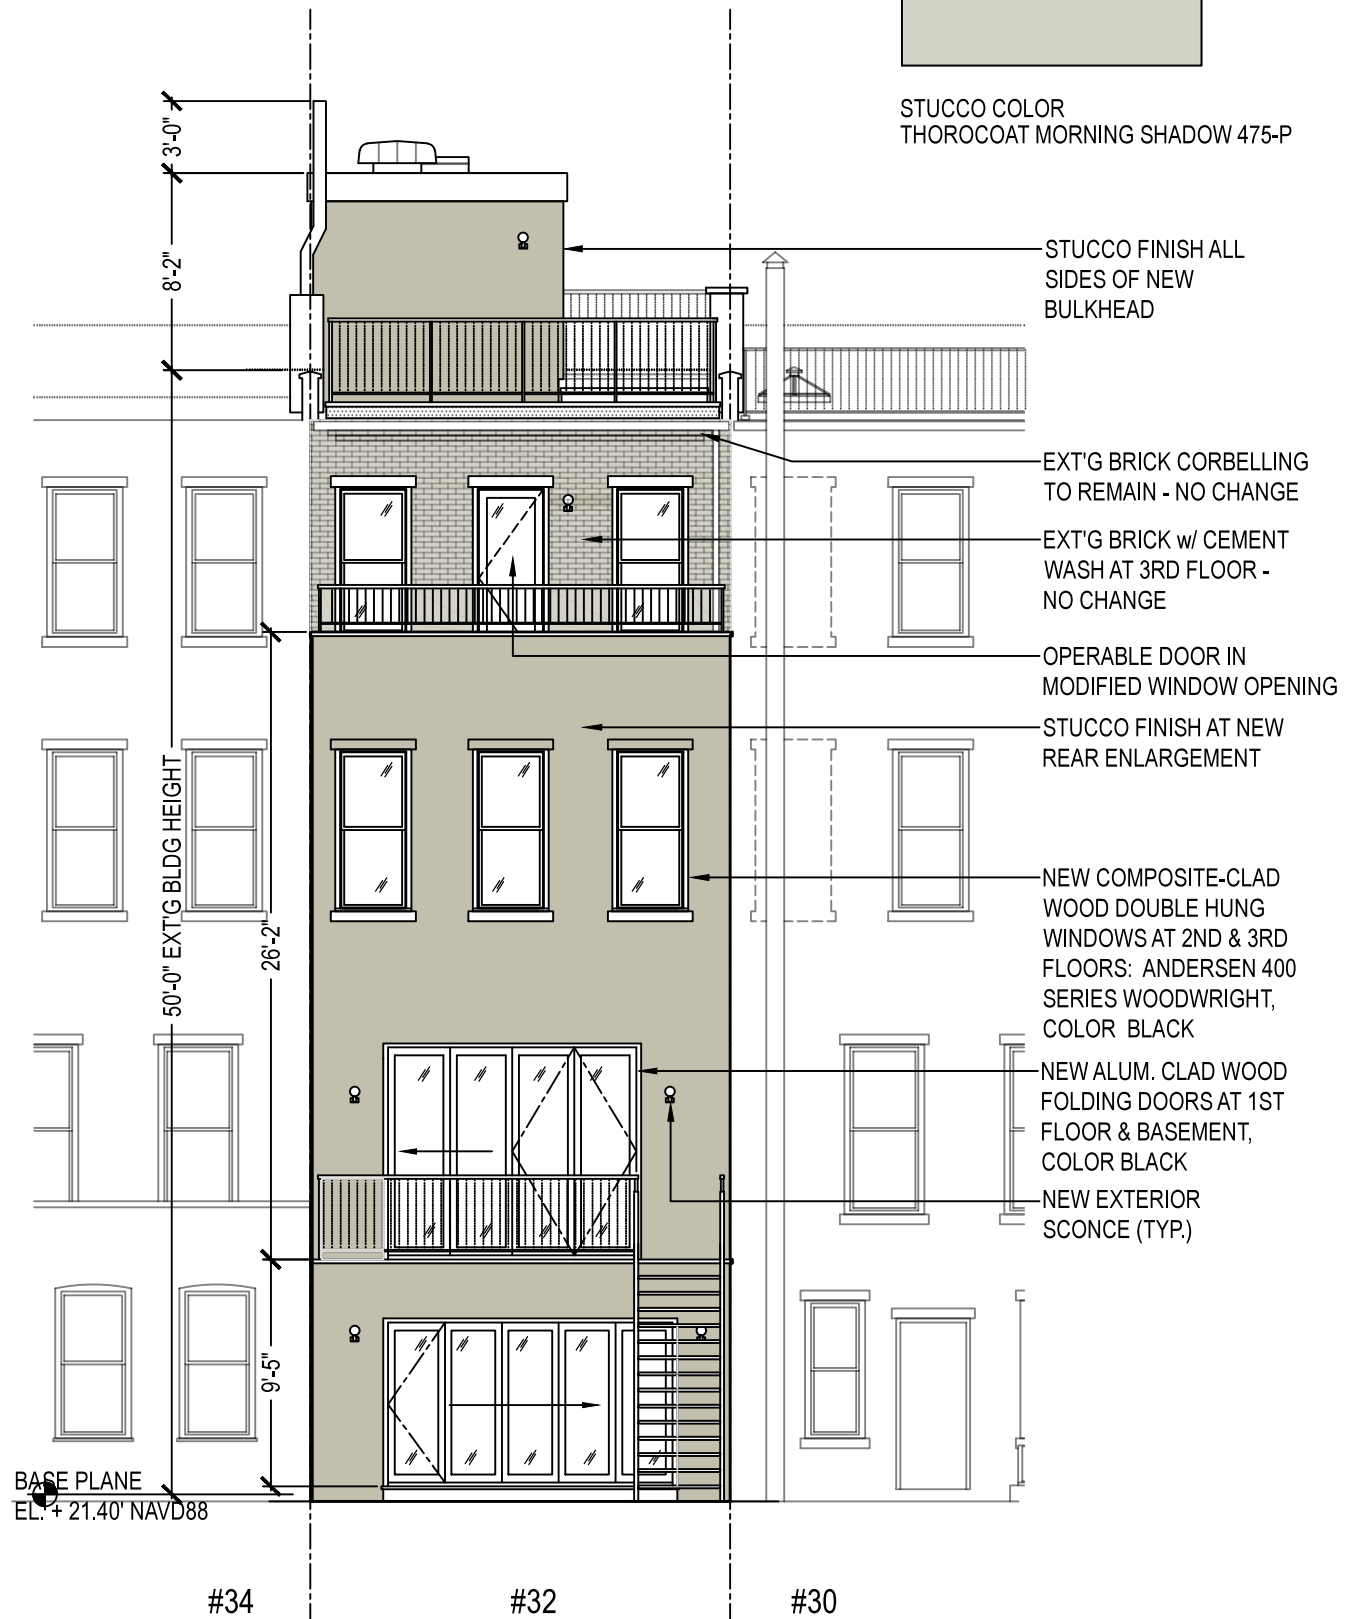 STUCCO COLOR
THOROCOAT MORNING SHADOW 475-P
3'-0"
8'-2"
50'-0" EXT'G BLDG HEIGHT
26'-2"
9'-5"
STUCCO FINISH ALL
SIDES OF NEW
BULKHEAD
EXT'G BRICK CORBELLING
TO REMAIN - NO CHANGE
EXT'G BRICK w/ CEMENT
WASH AT 3RD FLOOR -
NO CHANGE
OPERABLE DOOR IN
MODIFIED WINDOW OPENING
STUCCO FINISH AT NEW
REAR ENLARGEMENT
NEW COMPOSITE-CLAD
WOOD DOUBLE HUNG
WINDOWS AT 2ND & 3RD
FLOORS: ANDERSEN 400
SERIES WOODWRIGHT,
COLOR BLACK
NEW ALUM. CLAD WOOD
FOLDING DOORS AT 1ST
FLOOR & BASEMENT,
COLOR BLACK
NEW EXTERIOR
SCONCE (TYP.)
BASE PLANE
EL. + 21.40' NAVD88
#34
#32
#30